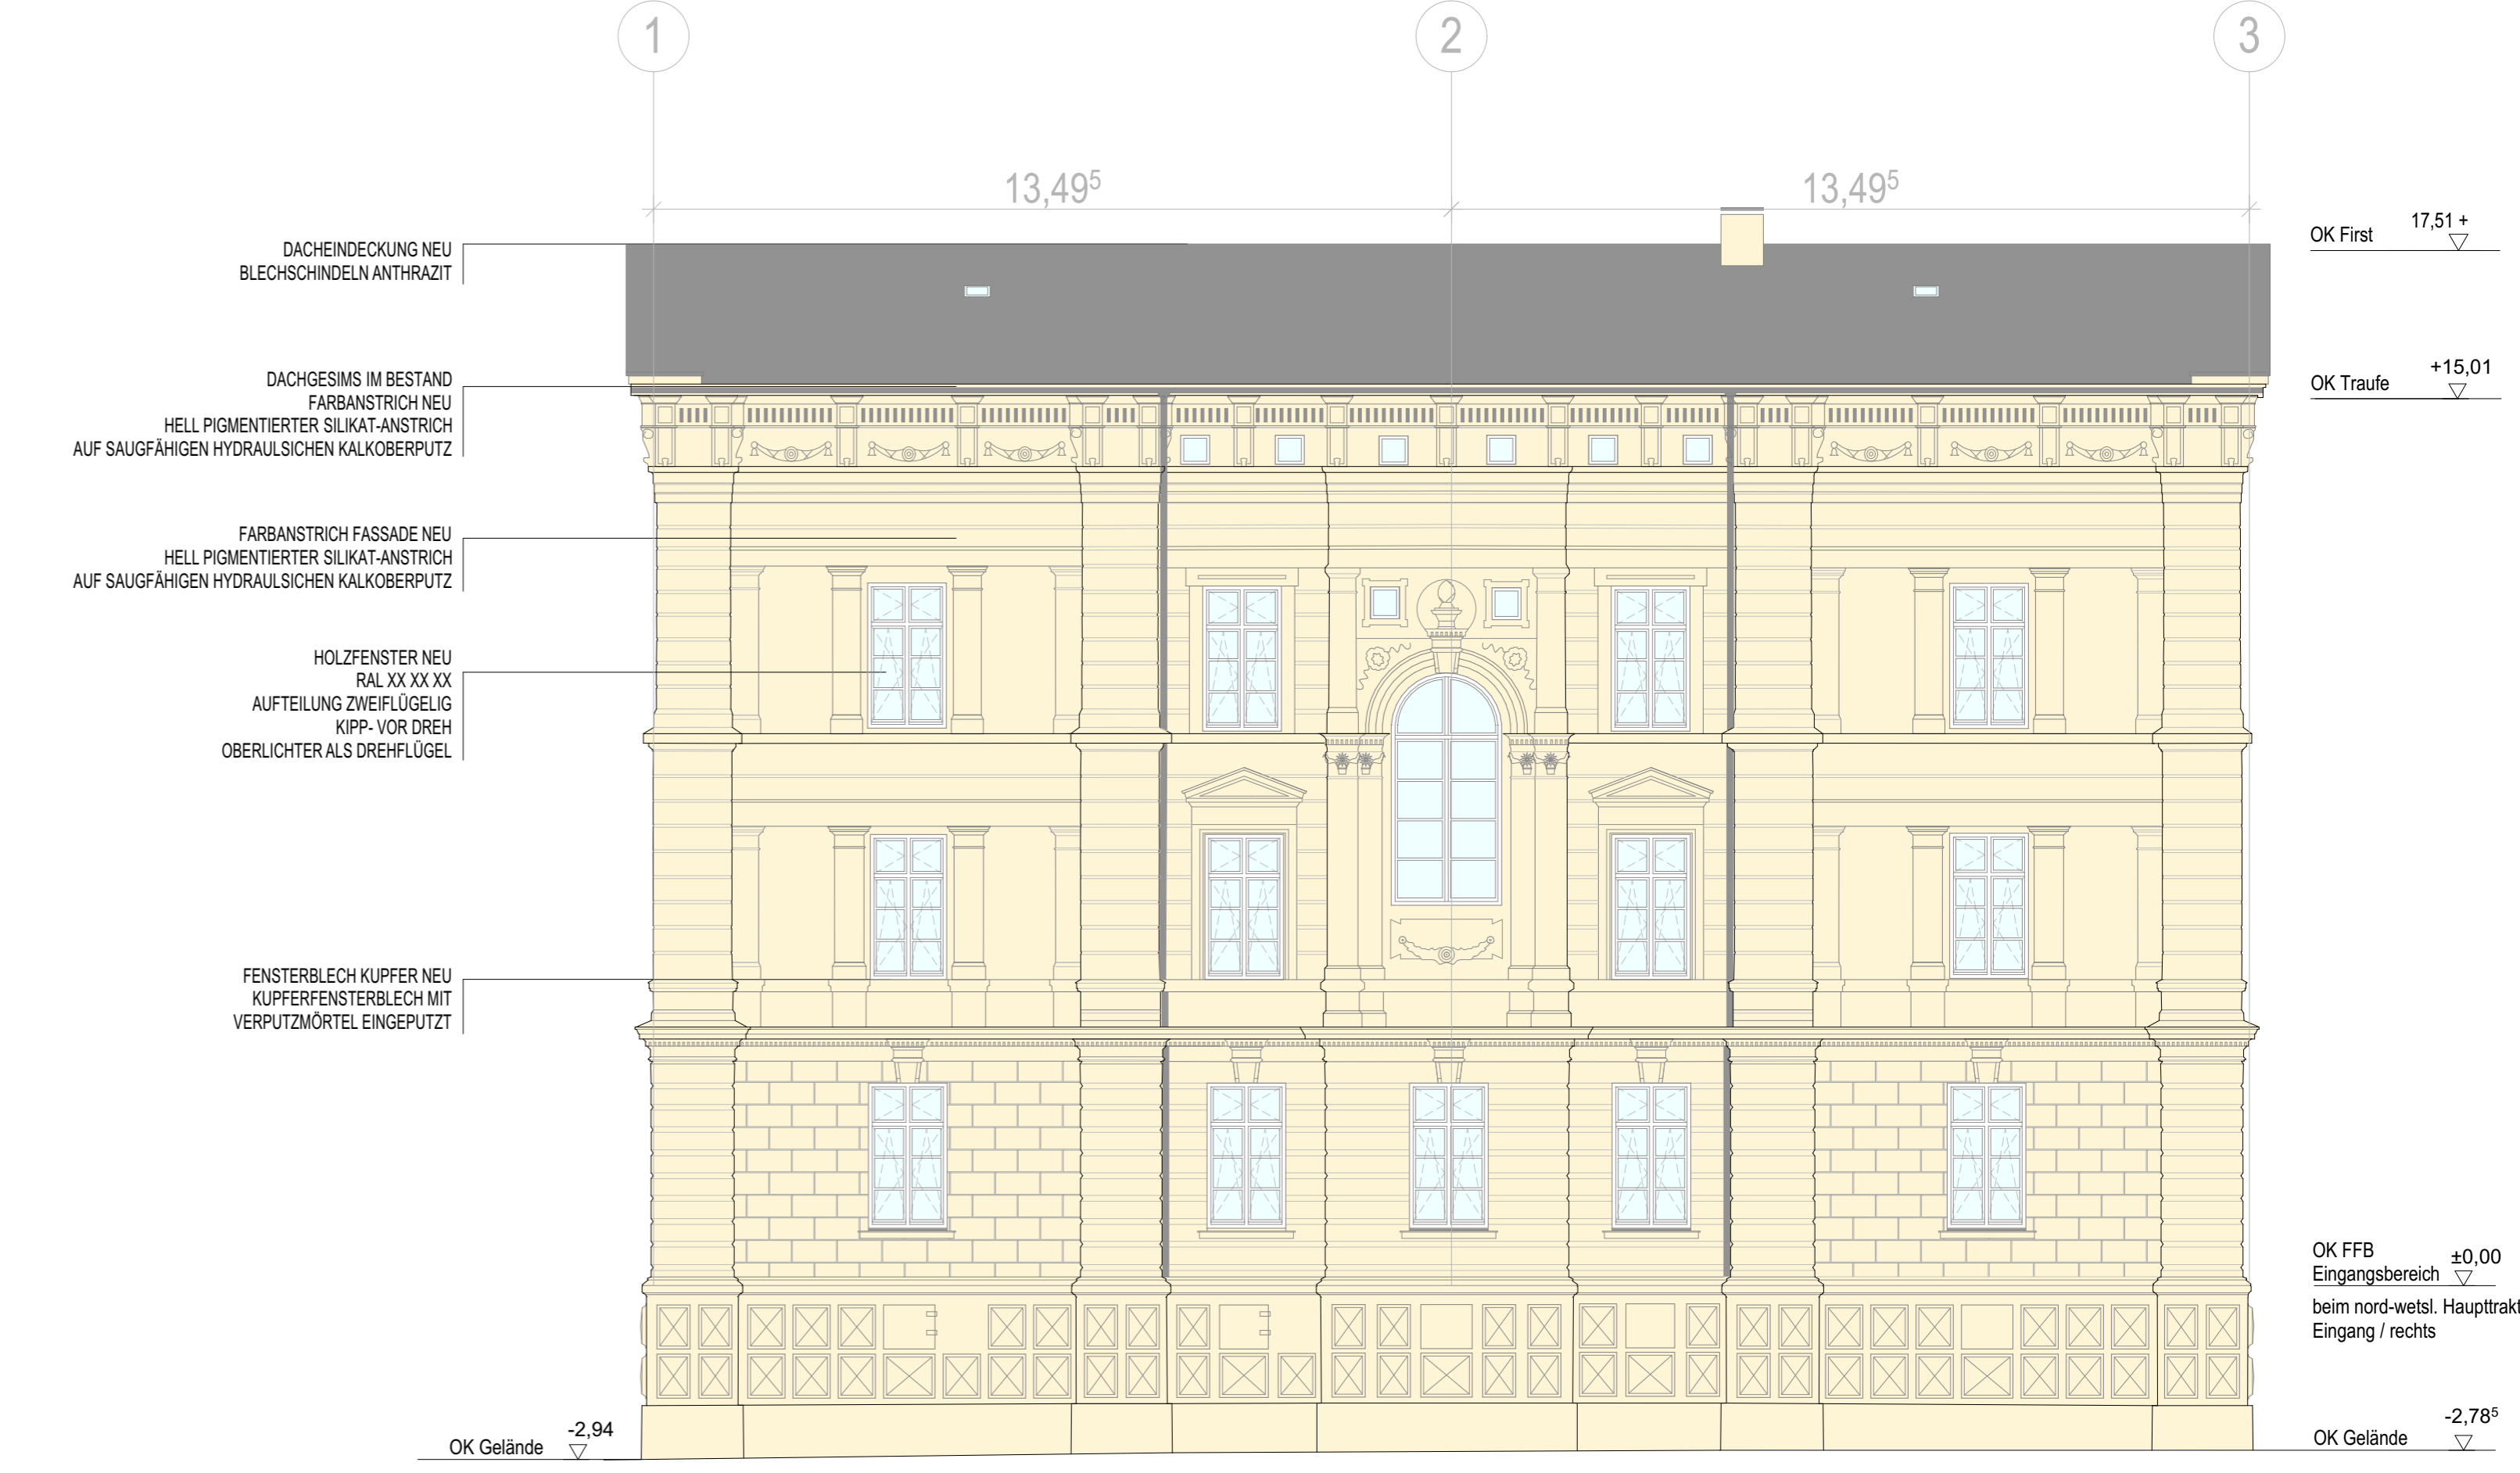 1
2
3
13,49⁵
13,49⁵
DACHEINDECKUNG NEU
BLECHSCHINDELN ANTHRAZIT
DACHGESIMS IM BESTAND
FARBANSTRICH NEU
HELL PIGMENTIERTER SILIKAT-ANSTRICH
AUF SAUGFÄHIGEN HYDRAULSICHEN KALKOBERPUTZ
FARBANSTRICH FASSADE NEU
HELL PIGMENTIERTER SILIKAT-ANSTRICH
AUF SAUGFÄHIGEN HYDRAULSICHEN KALKOBERPUTZ
HOLZFENSTER NEU
RAL XX XX XX
AUFTEILUNG ZWEIFLÜGELIG
KIPP- VOR DREH
OBERLICHTER ALS DREHFLÜGEL
FENSTERBLECH KUPFER NEU
KUPFERFENSTERBLECH MIT
VERPUTZMÖRTEL EINGEPUTZT
OK Gelände -2,94
OK First 17,51 +
OK Traufe +15,01
OK FFB
Eingangsbereich ±0,00
beim nord-wetsl. Haupttrakt
Eingang / rechts
OK Gelände -2,78⁵